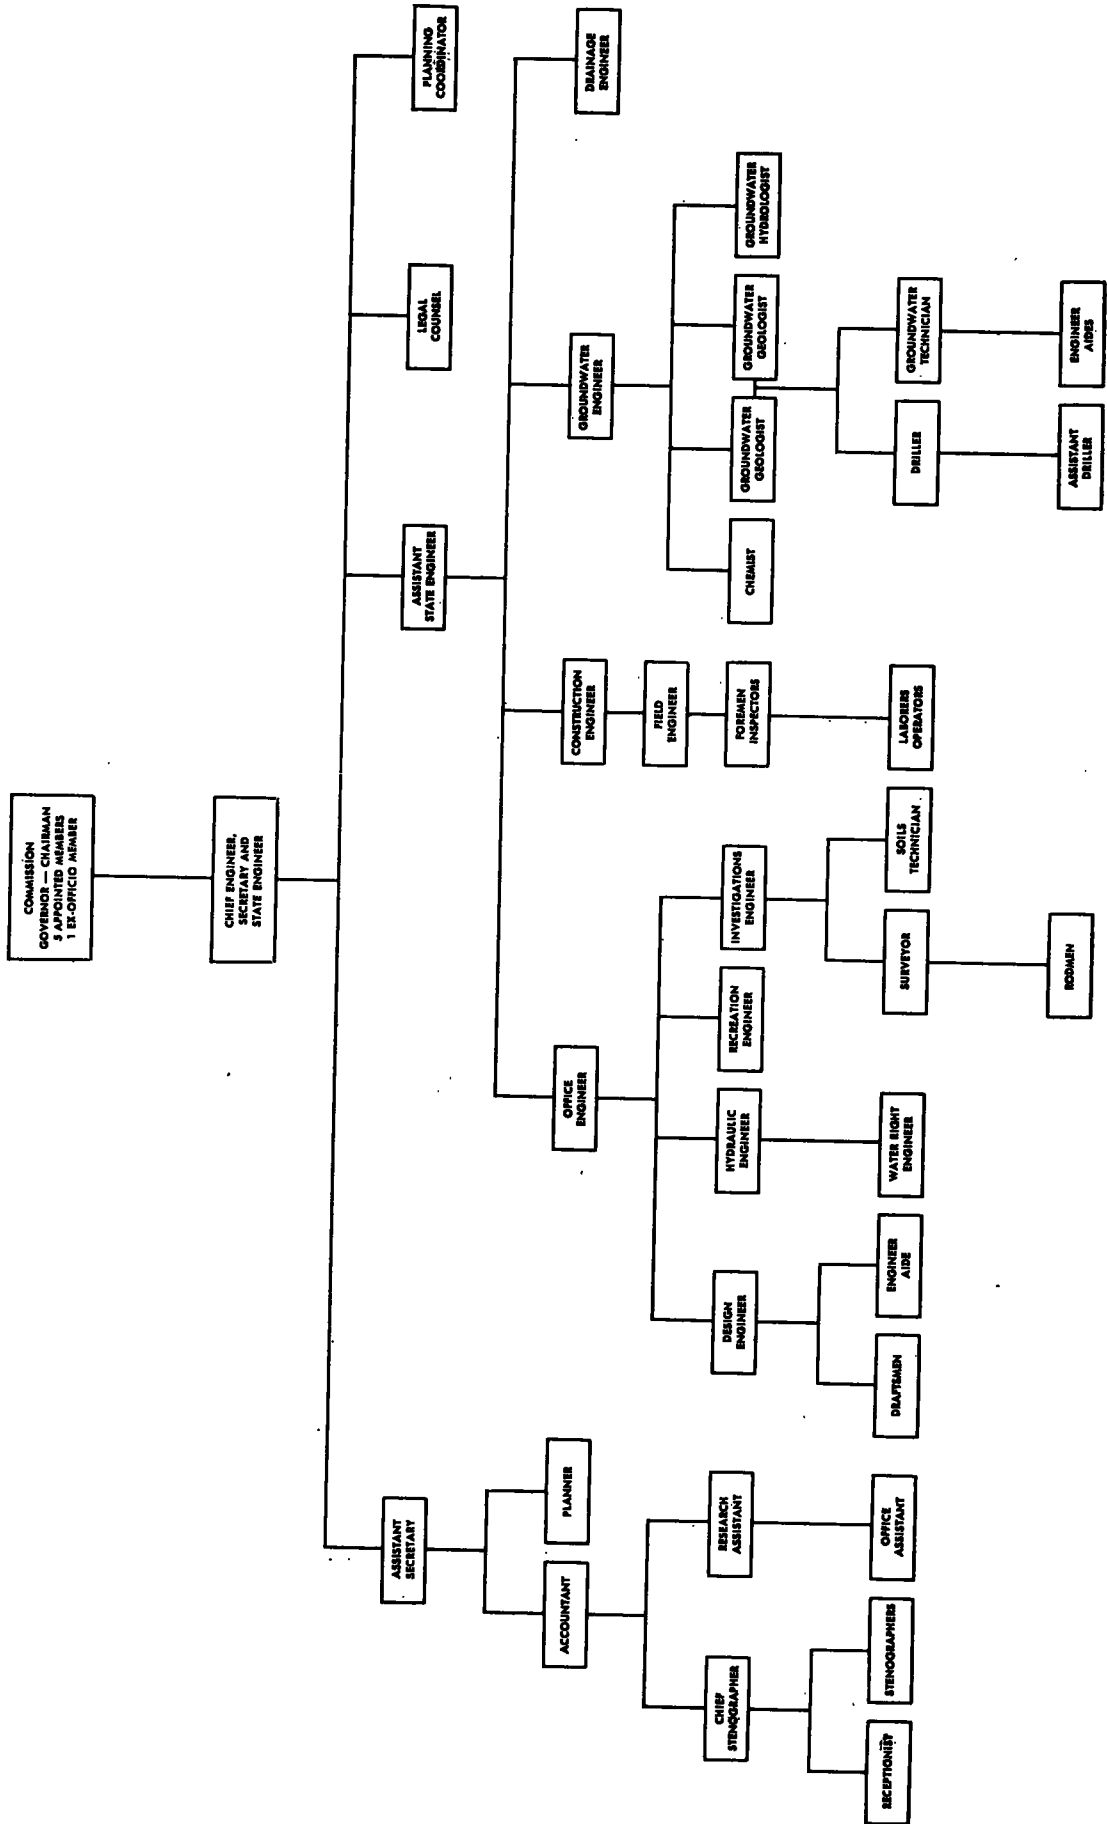 COMMISSION
GOVERNOR — CHAIRMAN
5 APPOINTED MEMBERS
1 EX-OFFICIO MEMBER
CHIEF ENGINEER,
SECRETARY AND
STATE ENGINEER
ASSISTANT
SECRETARY
ASSISTANT
STATE ENGINEER
LEGAL
COUNSEL
PLANNING
COORDINATOR
ACCOUNTANT
PLANNER
OFFICE
ENGINEER
CONSTRUCTION
ENGINEER
GROUNDWATER
ENGINEER
DRAINAGE
ENGINEER
FIELD
ENGINEER
CHIEF
STENOGRAPHER
RESEARCH
ASSISTANT
DESIGN
ENGINEER
HYDRAULIC
ENGINEER
RECREATION
ENGINEER
INVESTIGATIONS
ENGINEER
FOREMEN
INSPECTORS
CHEMIST
GROUNDWATER
GEOLOGIST
GROUNDWATER
GEOLOGIST
GROUNDWATER
HYDROLOGIST
RECEPTIONIST
STENOGRAPHERS
OFFICE
ASSISTANT
DRAFTSMEN
ENGINEER
AIDE
WATER RIGHT
ENGINEER
SURVEYOR
SOILS
TECHNICIAN
LABORERS
OPERATORS
DRILLER
GROUNDWATER
TECHNICIAN
RODMEN
ASSISTANT
DRILLER
ENGINEER
AIDES